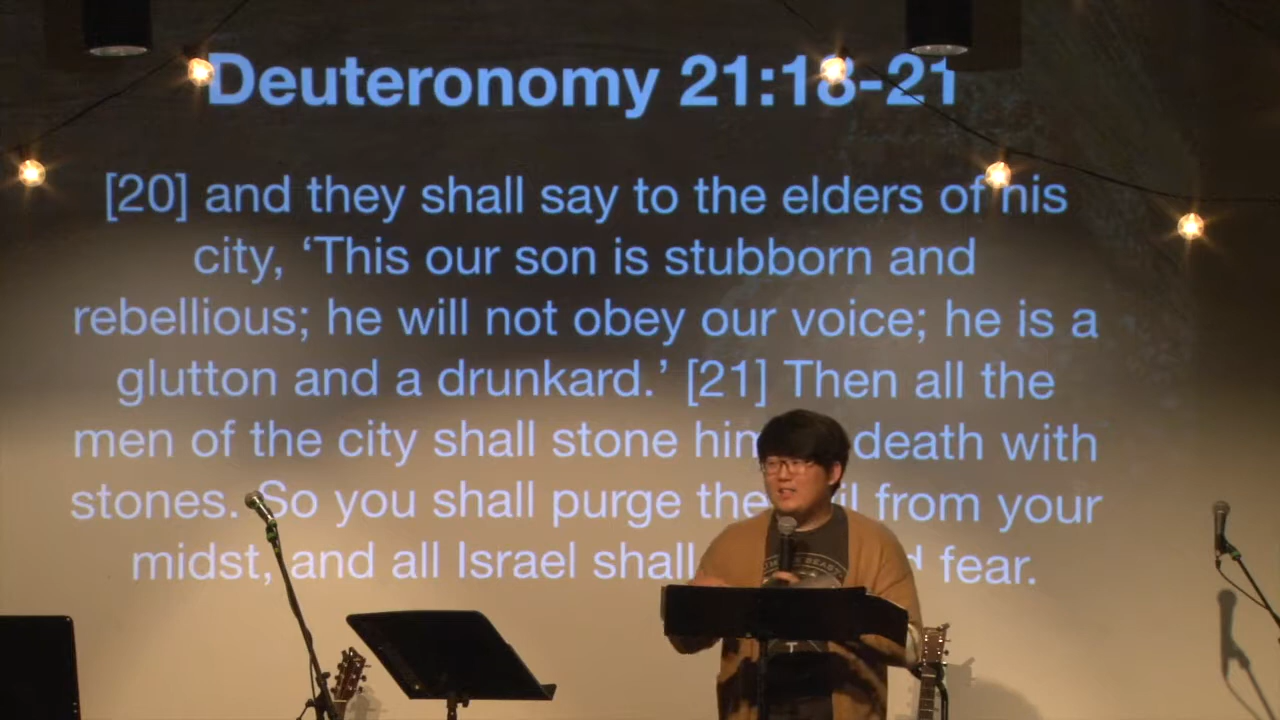 Deuteronomy 21:18-21
[20] and they shall say to the elders of his
city, ‘This our son is stubborn and
rebellious; he will not obey our voice; he is a
glutton and a drunkard.’ [21] Then all the
men of the city shall stone him death with
stones. So you shall purge the from your
midst, and all Israel shall fear.
BEAST